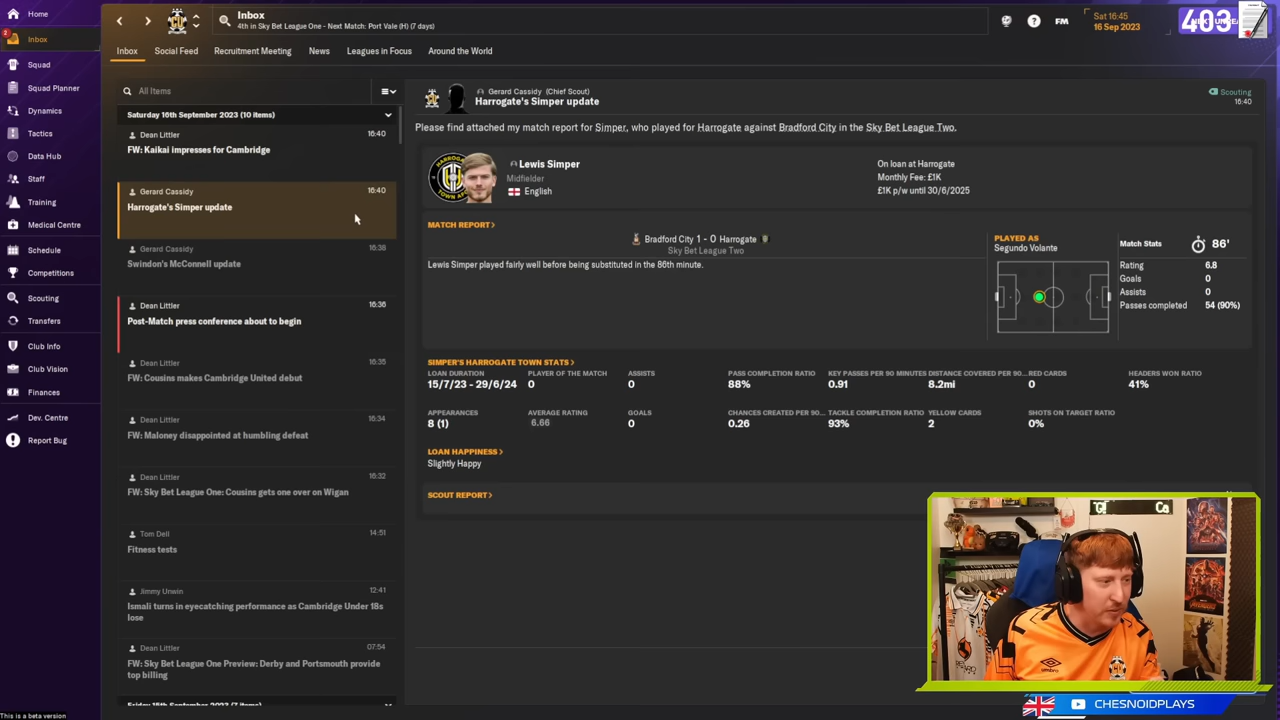 Home
Inbox
Squad
Squad Planner
Dynamics
Tactics
Data Hub
Staff
Training
Medical Centre
Schedule
Competitions
Scouting
Transfers
Club Info
Club Vision
Finances
Dev. Centre
Report Bug
This is a beta version
Inbox
4th in Sky Bet League One - Next Match: Port Vale (H) (7 days)
FM
Sat 16:45
16 Sep 2023
403
Inbox
Social Feed
Recruitment Meeting
News
Leagues in Focus
Around the World
All Items
Saturday 16th September 2023 (10 items)
Dean Littler 16:40
FW: Kaikai impresses for Cambridge
Gerard Cassidy 16:40
Harrogate's Simper update
Gerard Cassidy 16:38
Swindon's McConnell update
Dean Littler 16:36
Post-Match press conference about to begin
Dean Littler 16:35
FW: Cousins makes Cambridge United debut
Dean Littler 16:34
FW: Maloney disappointed at humbling defeat
Dean Littler 16:32
FW: Sky Bet League One: Cousins gets one over on Wigan
Tom Dell 14:51
Fitness tests
Jimmy Unwin 12:41
Ismali turns in eyecatching performance as Cambridge Under 18s
lose
Dean Littler 07:54
FW: Sky Bet League One Preview: Derby and Portsmouth provide
top billing
Friday 15th September 2023 (7 items)
Gerard Cassidy (Chief Scout)
Harrogate's Simper update
Scouting
16:40
Please find attached my match report for Simper, who played for Harrogate against Bradford City in the Sky Bet League Two.
Lewis Simper
Midfielder
English
On loan at Harrogate
Monthly Fee: £1K
£1K p/w until 30/6/2025
MATCH REPORT >
Bradford City 1 - 0 Harrogate
Sky Bet League Two
Lewis Simper played fairly well before being substituted in the 86th minute.
PLAYED AS
Segundo Volante
Match Stats 86'
Rating 6.8
Goals 0
Assists 0
Passes completed 54 (90%)
SIMPER'S HARROGATE TOWN STATS >
LOAN DURATION PLAYER OF THE MATCH ASSISTS PASS COMPLETION RATIO KEY PASSES PER 90 MINUTES DISTANCE COVERED PER 90... RED CARDS HEADERS WON RATIO
15/7/23 - 29/6/24 0 0 88% 0.91 8.2mi 0 41%
APPEARANCES AVERAGE RATING GOALS CHANCES CREATED PER 90... TACKLE COMPLETION RATIO YELLOW CARDS SHOTS ON TARGET RATIO
8 (1) 6.66 0 0.26 93% 2 0%
LOAN HAPPINESS >
Slightly Happy
SCOUT REPORT >
umbro
CHESNOIDPLAYS